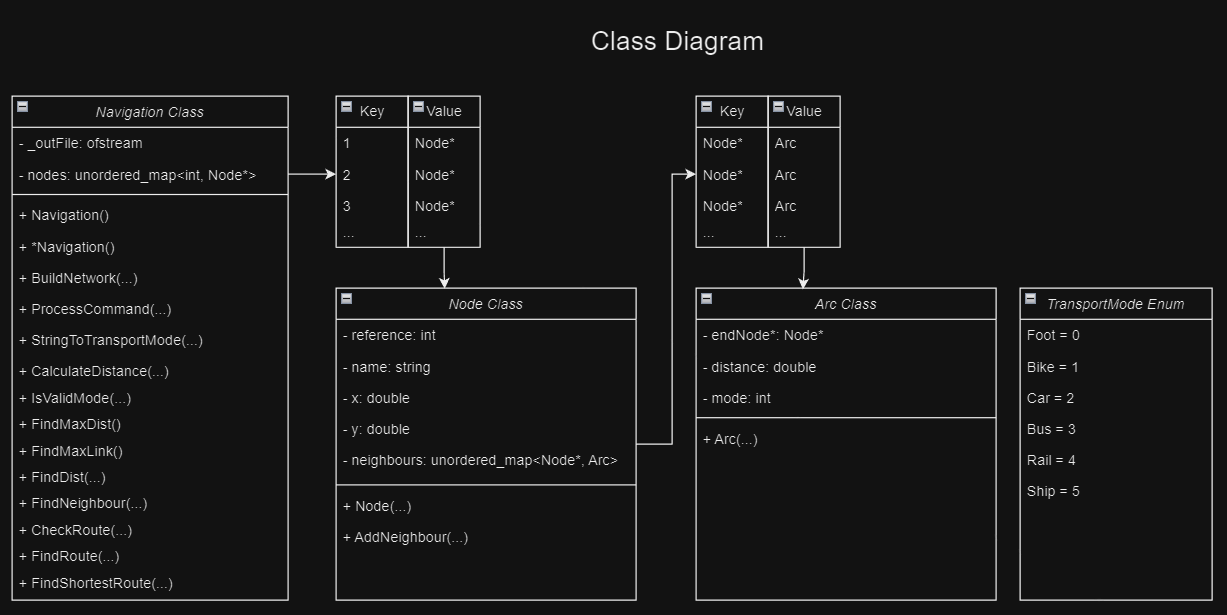 Class Diagram
Navigation Class
- _outFile: ofstream
- nodes: unordered_map<int, Node*>
+ Navigation()
+ *Navigation()
+ BuildNetwork(...)
+ ProcessCommand(...)
+ StringToTransportMode(...)
+ CalculateDistance(...)
+ IsValidMode(...)
+ FindMaxDist()
+ FindMaxLink()
+ FindDist(...)
+ FindNeighbour(...)
+ CheckRoute(...)
+ FindRoute(...)
+ FindShortestRoute(...)
Key Value
1 Node*
2 Node*
3 Node*
... ...
Node Class
- reference: int
- name: string
- x: double
- y: double
- neighbours: unordered_map<Node*, Arc>
+ Node(...)
+ AddNeighbour(...)
Key Value
Node* Arc
Node* Arc
Node* Arc
... ...
Arc Class
- endNode*: Node*
- distance: double
- mode: int
+ Arc(...)
TransportMode Enum
Foot = 0
Bike = 1
Car = 2
Bus = 3
Rail = 4
Ship = 5